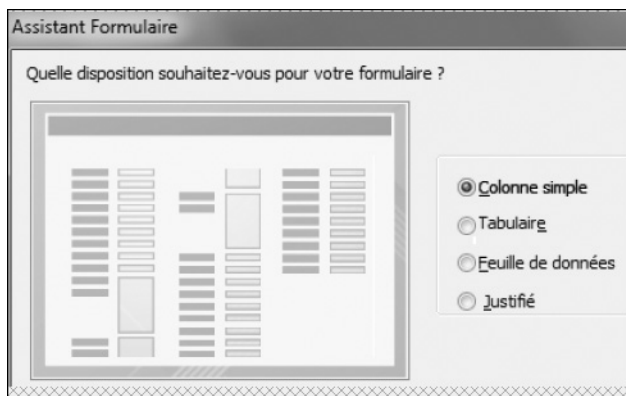 Assistant Formulaire
Quelle disposition souhaitez-vous pour votre formulaire ?
Colonne simple
Tabulaire
Feuille de données
Justifié